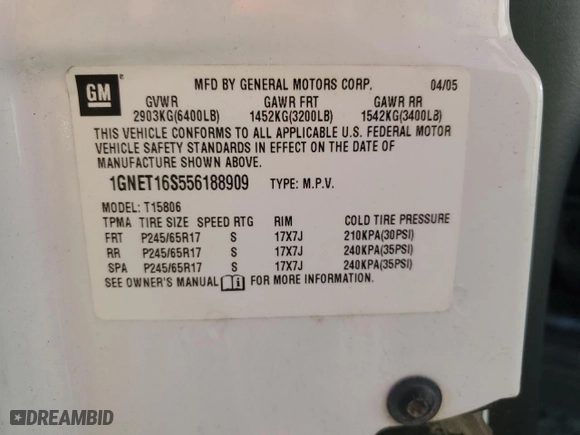 GM
MFD BY GENERAL MOTORS CORP. 04/05
GVWR GAWR FRT GAWR RR
2903KG(6400LB) 1452KG(3200LB) 1542KG(3400LB)
THIS VEHICLE CONFORMS TO ALL APPLICABLE U.S. FEDERAL MOTOR
VEHICLE SAFETY STANDARDS IN EFFECT ON THE DATE OF
MANUFACTURE SHOWN ABOVE.
1GNET16S556188909 TYPE: M.P.V.
MODEL: T15806
TPMA TIRE SIZE SPEED RTG RIM COLD TIRE PRESSURE
FRT P245/65R17 S 17X7J 210KPA(30PSI)
RR P245/65R17 S 17X7J 240KPA(35PSI)
SPA P245/65R17 S 17X7J 240KPA(35PSI)
SEE OWNER'S MANUAL FOR MORE INFORMATION.
DREAMBID